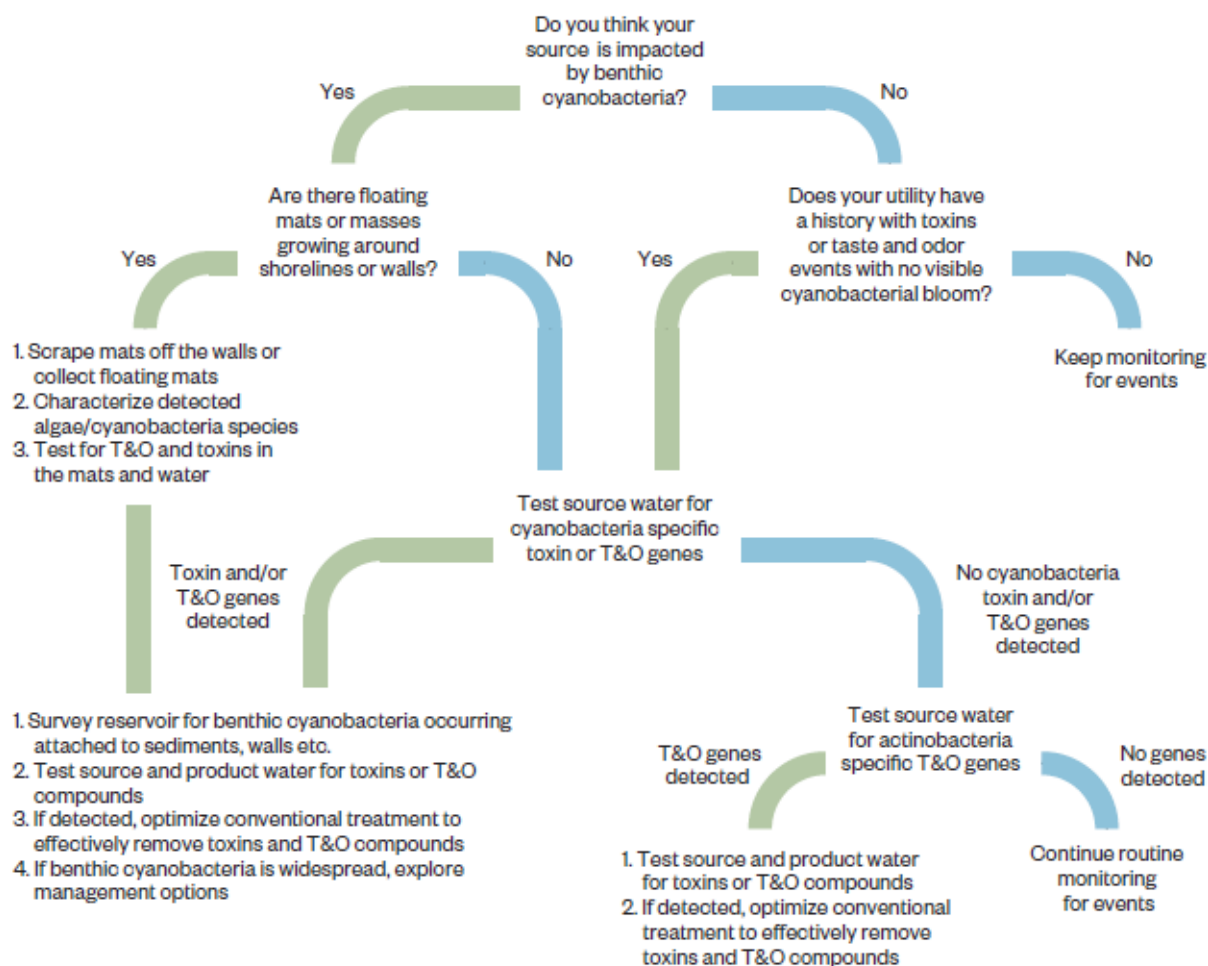 Do you think your
source is impacted
by benthic
cyanobacteria?
Yes
No
Are there floating
mats or masses
growing around
shorelines or walls?
Does your utility have
a history with toxins
or taste and odor
events with no visible
cyanobacterial bloom?
Yes
No
Yes
No
1. Scrape mats off the walls or
collect floating mats
2. Characterize detected
algae/cyanobacteria species
3. Test for T&O and toxins in
the mats and water
Keep monitoring
for events
Test source water for
cyanobacteria specific
toxin or T&O genes
Toxin and/or
T&O genes
detected
No cyanobacteria
toxin and/or
T&O genes
detected
1. Survey reservoir for benthic cyanobacteria occurring
attached to sediments, walls etc.
2. Test source and product water for toxins or T&O
compounds
3. If detected, optimize conventional treatment to
effectively remove toxins and T&O compounds
4. If benthic cyanobacteria is widespread, explore
management options
Test source water
for actinobacteria
specific T&O genes
T&O genes
detected
No genes
detected
1. Test source and product water
for toxins or T&O compounds
2. If detected, optimize conventional
treatment to effectively remove
toxins and T&O compounds
Continue routine
monitoring
for events